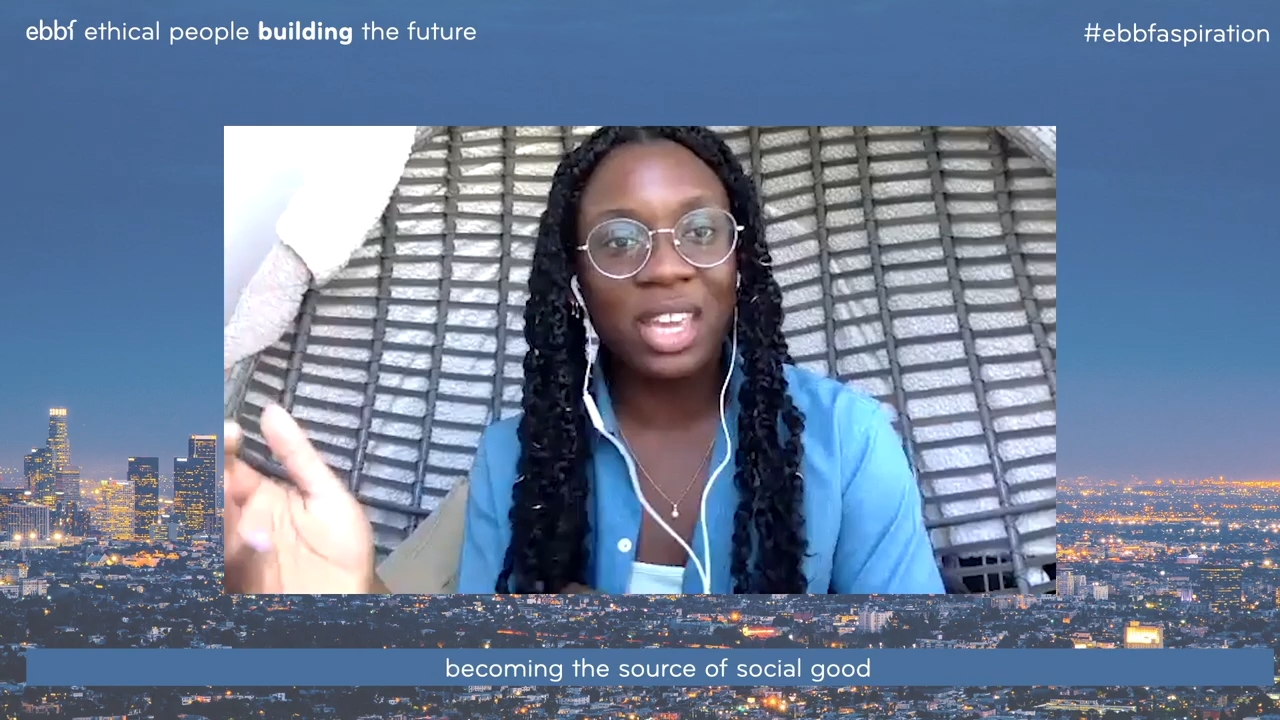 ebbf ethical people building the future
#ebbfaspiration
becoming the source of social good